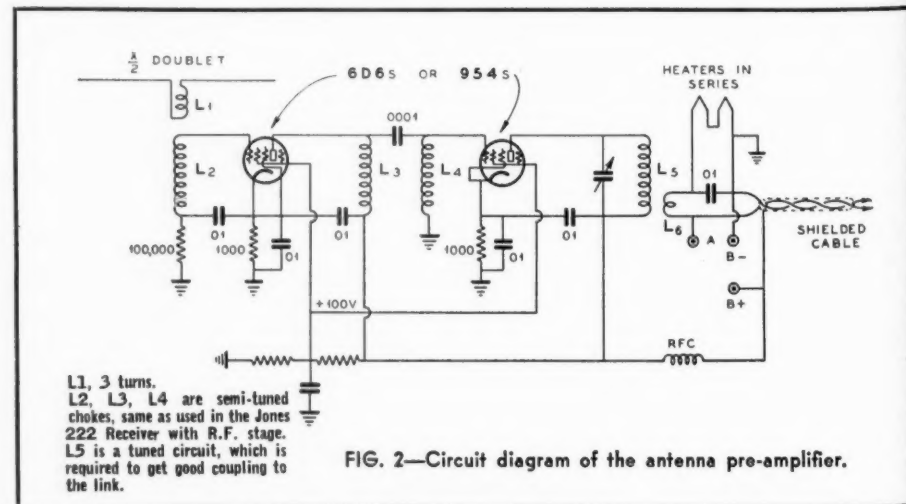 λ/2 DOUBLET
L1
6D6s OR 954s
HEATERS IN
SERIES
.0001
L2
L3
L4
L5
L6
.01
.01
.01
.01
.01
.01
100,000
1000
1000
A
B-
B+
SHIELDED
CABLE
+100V
RFC
L1, 3 turns.
L2, L3, L4 are semi-tuned
chokes, same as used in the Jones
222 Receiver with R.F. stage.
L5 is a tuned circuit, which is
required to get good coupling to
the link.
FIG. 2—Circuit diagram of the antenna pre-amplifier.